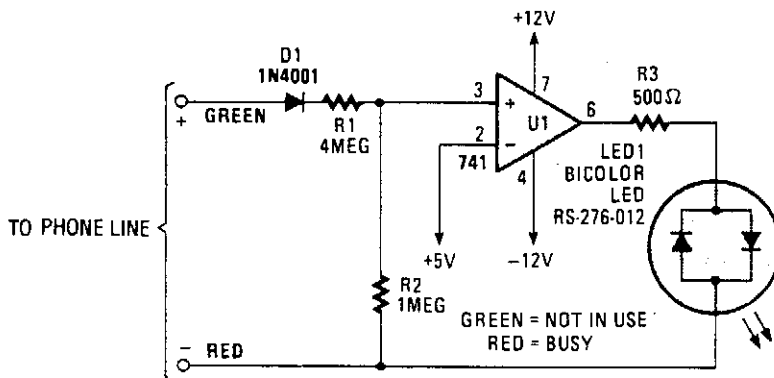 +12V
D1
1N4001
GREEN
+
R1
4MEG
3
+
7
U1
6
2
-
741
4
R3
500Ω
LED1
BICOLOR
LED
RS-276-012
TO PHONE LINE
+5V
-12V
R2
1MEG
GREEN = NOT IN USE
RED = BUSY
-
RED